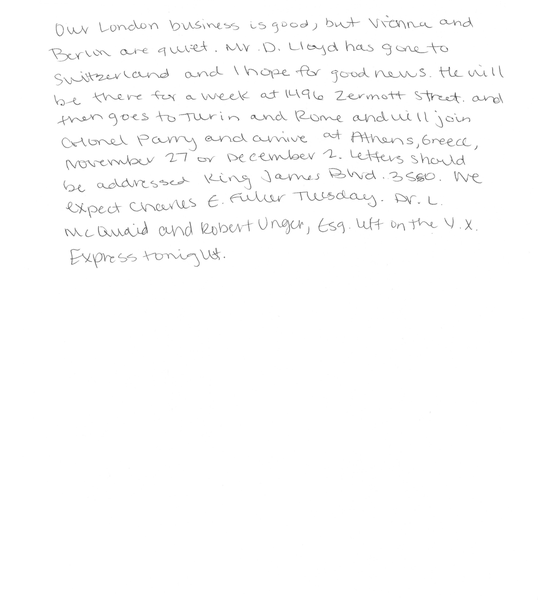 Our London business is good, but Vienna and
Berlin are quiet. Mr. D. Lloyd has gone to
Switzerland and I hope for good news. He will
be there for a week at 1496 Zermott Street. and
then goes to Turin and Rome and will join
Colonel Parry and arrive at Athens, Greece,
November 27 or December 2. Letters should
be addressed King James Blvd. 3580. We
expect Charles E. Fuller Tuesday. Dr. L.
McQuaid and Robert Unger, Esq. left on the V.X.
Express tonight.